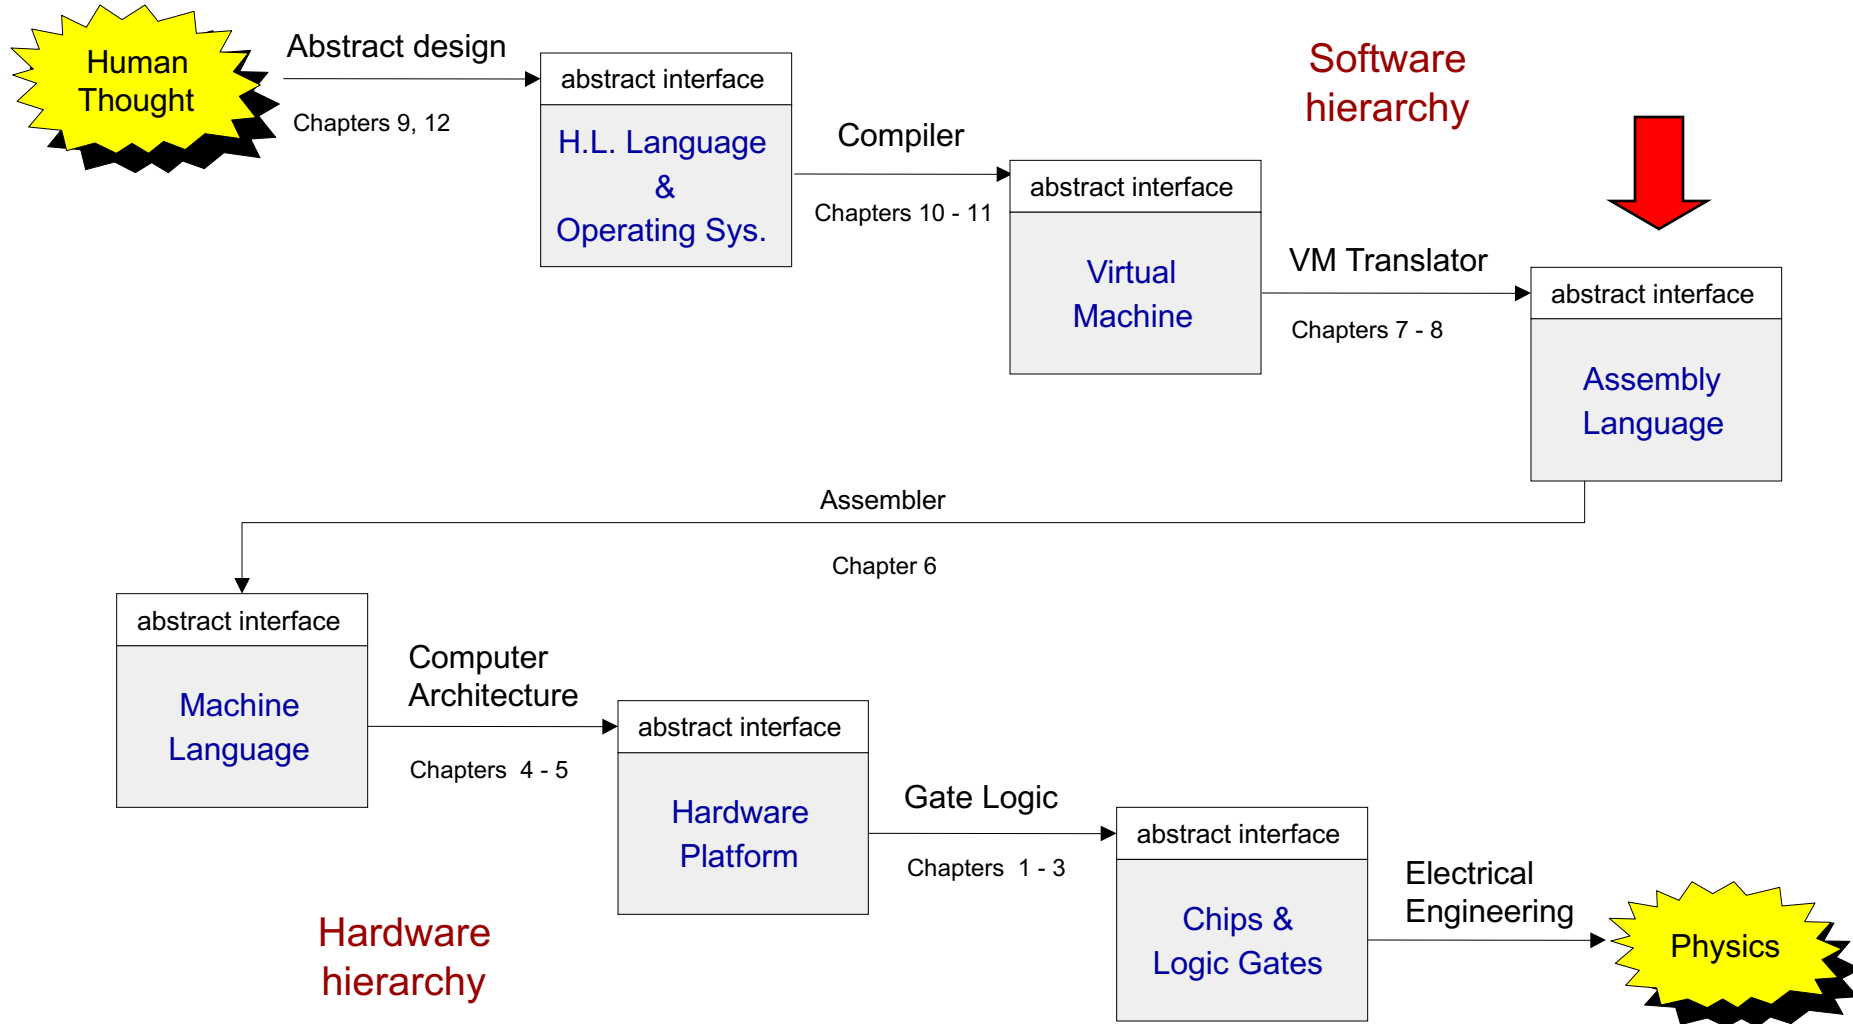 Human
Thought
Abstract design
Chapters 9, 12
abstract interface
H.L. Language
&
Operating Sys.
Compiler
Chapters 10 - 11
abstract interface
Virtual
Machine
Software
hierarchy
VM Translator
Chapters 7 - 8
abstract interface
Assembly
Language
Assembler
Chapter 6
abstract interface
Machine
Language
Computer
Architecture
Chapters 4 - 5
abstract interface
Hardware
Platform
Gate Logic
Chapters 1 - 3
abstract interface
Chips &
Logic Gates
Electrical
Engineering
Physics
Hardware
hierarchy